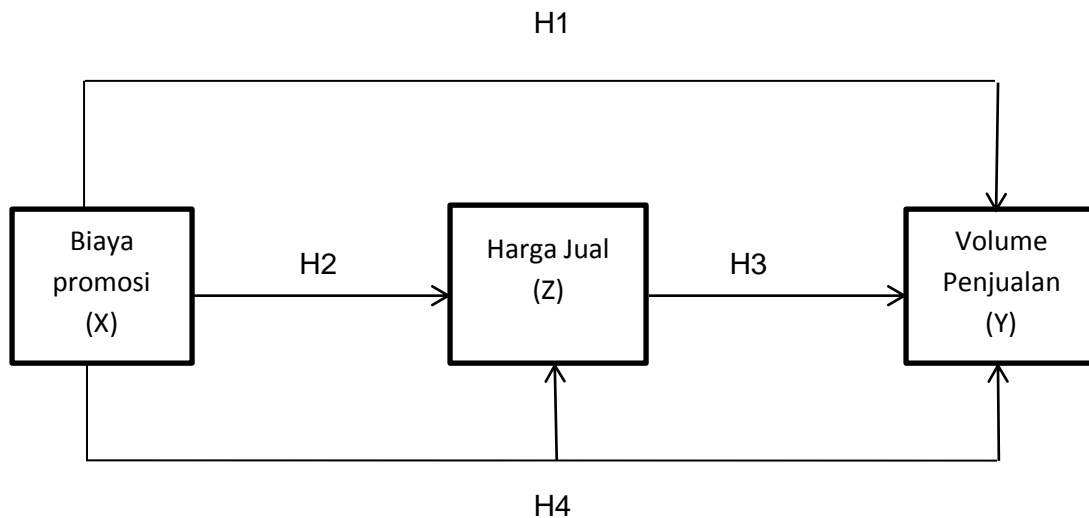 H1
Biaya
promosi
(X)
H2
Harga Jual
(Z)
H3
Volume
Penjualan
(Y)
H4